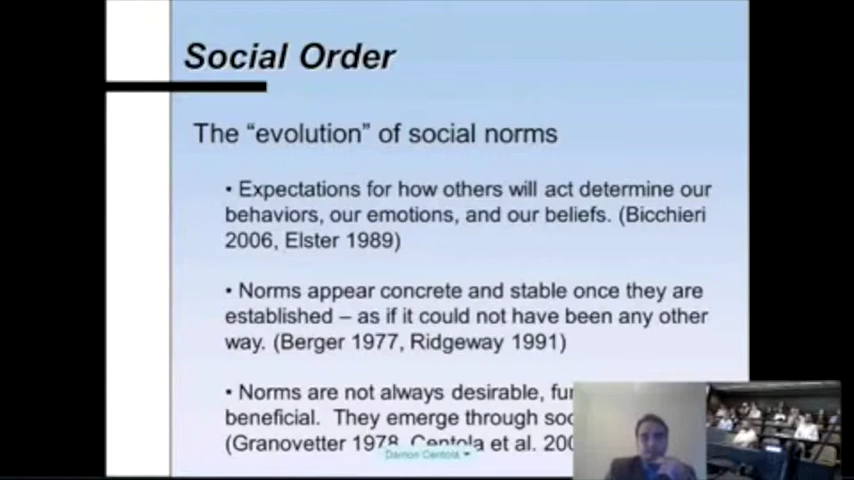 Social Order
The “evolution” of social norms
• Expectations for how others will act determine our
behaviors, our emotions, and our beliefs. (Bicchieri
2006, Elster 1989)
• Norms appear concrete and stable once they are
established – as if it could not have been any other
way. (Berger 1977, Ridgeway 1991)
• Norms are not always desirable,
beneficial. They emerge through
(Granovetter 1978, Centola et al.
Damon Centola